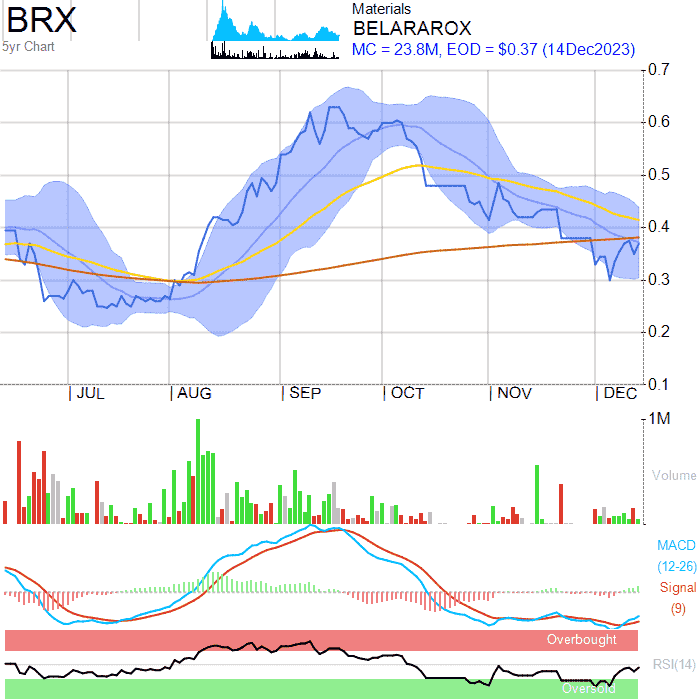 BRX
5yr Chart
Materials
BELARAROX
MC = 23.8M, EOD = $0.37 (14Dec2023)
0.7
0.6
0.5
0.4
0.3
0.2
0.1
JUL AUG SEP OCT NOV DEC
1M
Volume
MACD
(12-26)
Signal
(9)
Overbought
RSI(14)
Oversold